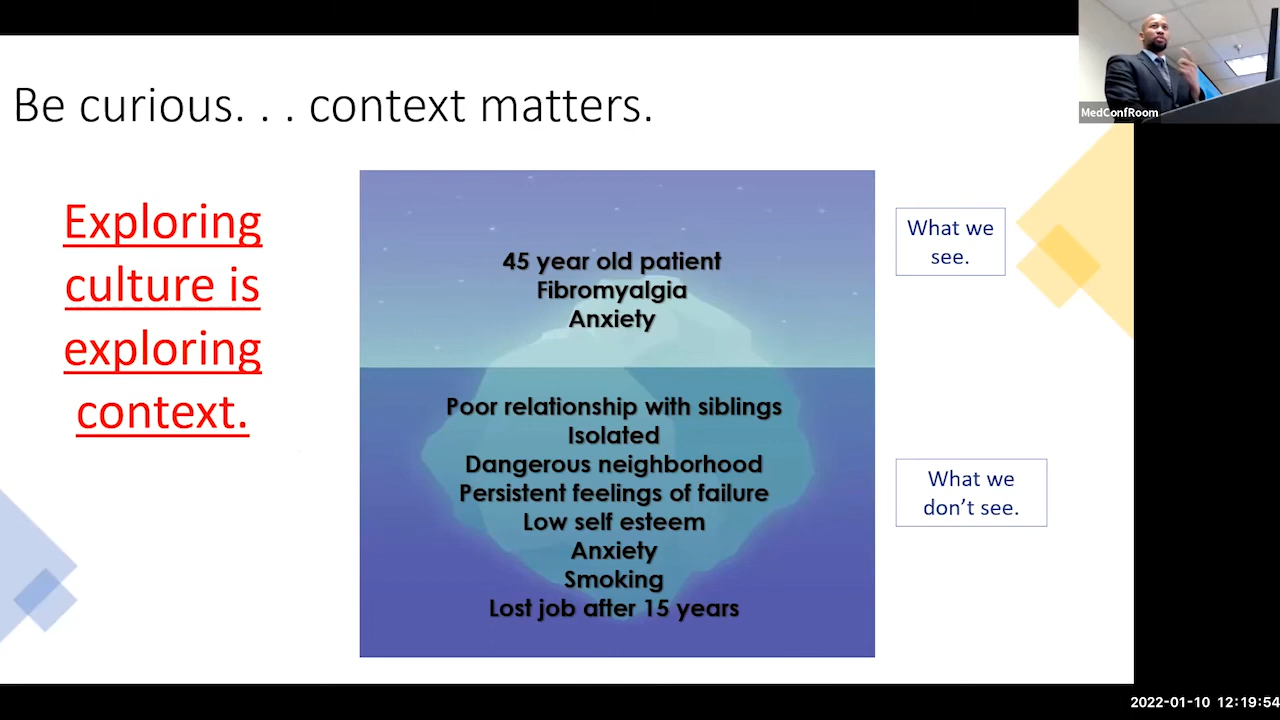 Be curious. . . context matters.
Exploring
culture is
exploring
context.
45 year old patient
Fibromyalgia
Anxiety
Poor relationship with siblings
Isolated
Dangerous neighborhood
Persistent feelings of failure
Low self esteem
Anxiety
Smoking
Lost job after 15 years
What we
see.
What we
don’t see.
MedConfRoom
2022-01-10 12:19:54